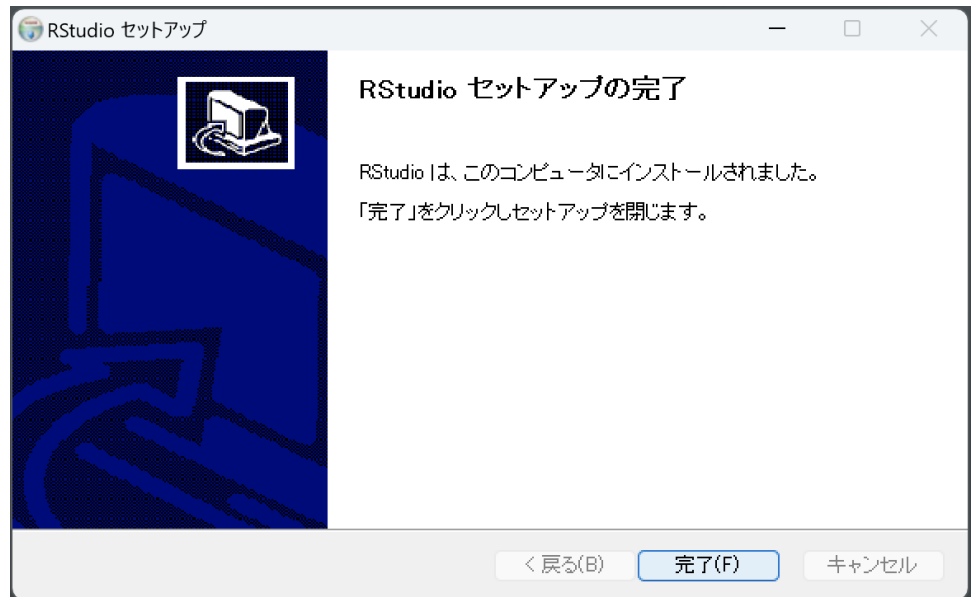 RStudio セットアップ
RStudio セットアップの完了
RStudio は、このコンピュータにインストールされました。
「完了」をクリックしセットアップを閉じます。
< 戻る(B)
完了(F)
キャンセル